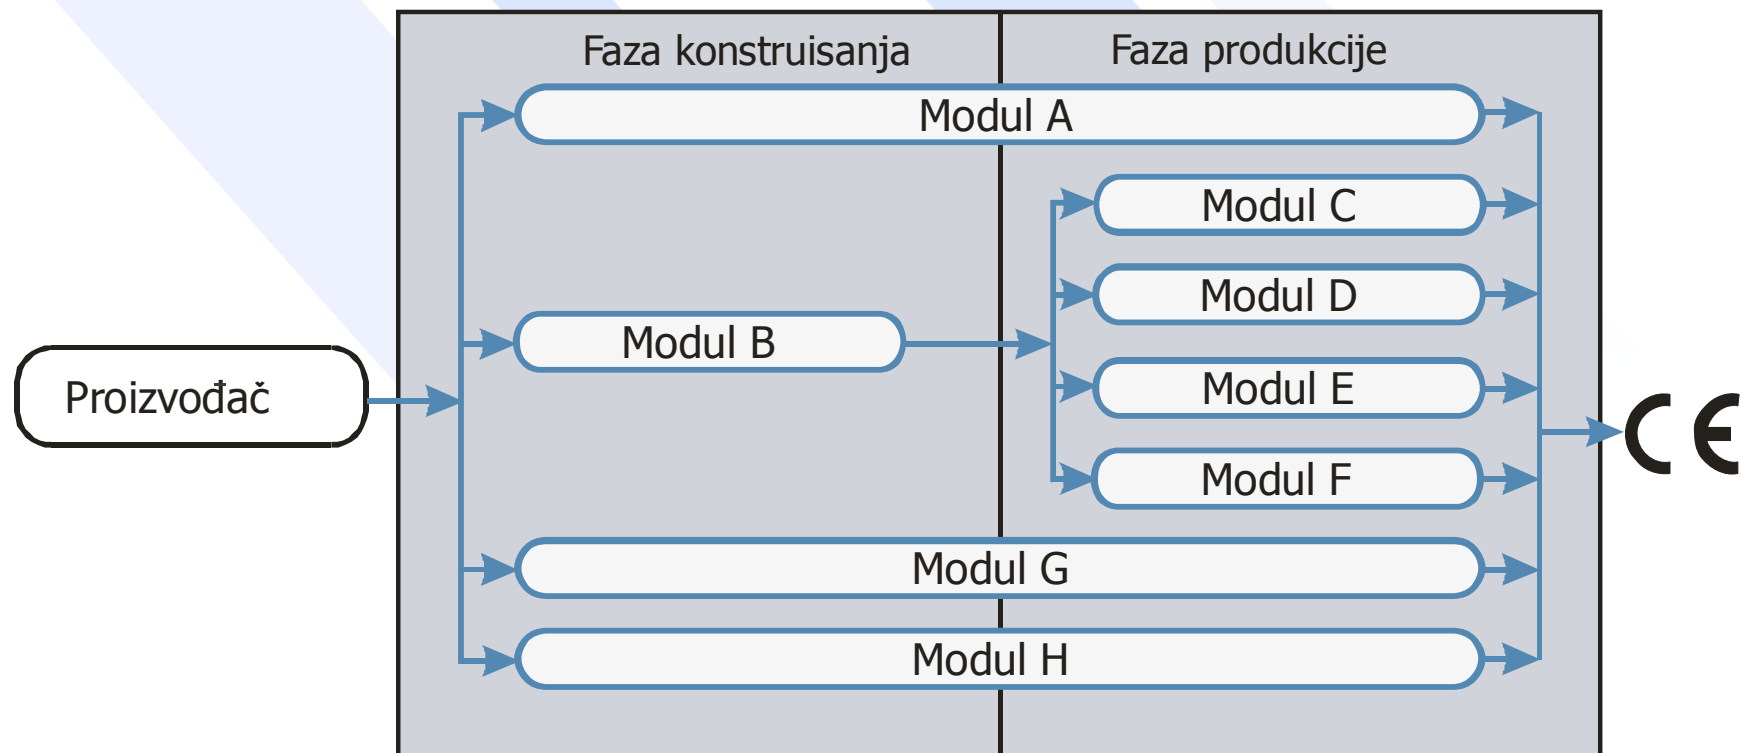 Faza konstruisanja
Faza produkcije
Modul A
Modul C
Modul D
Modul B
Modul E
Proizvođač
CE
Modul F
Modul G
Modul H